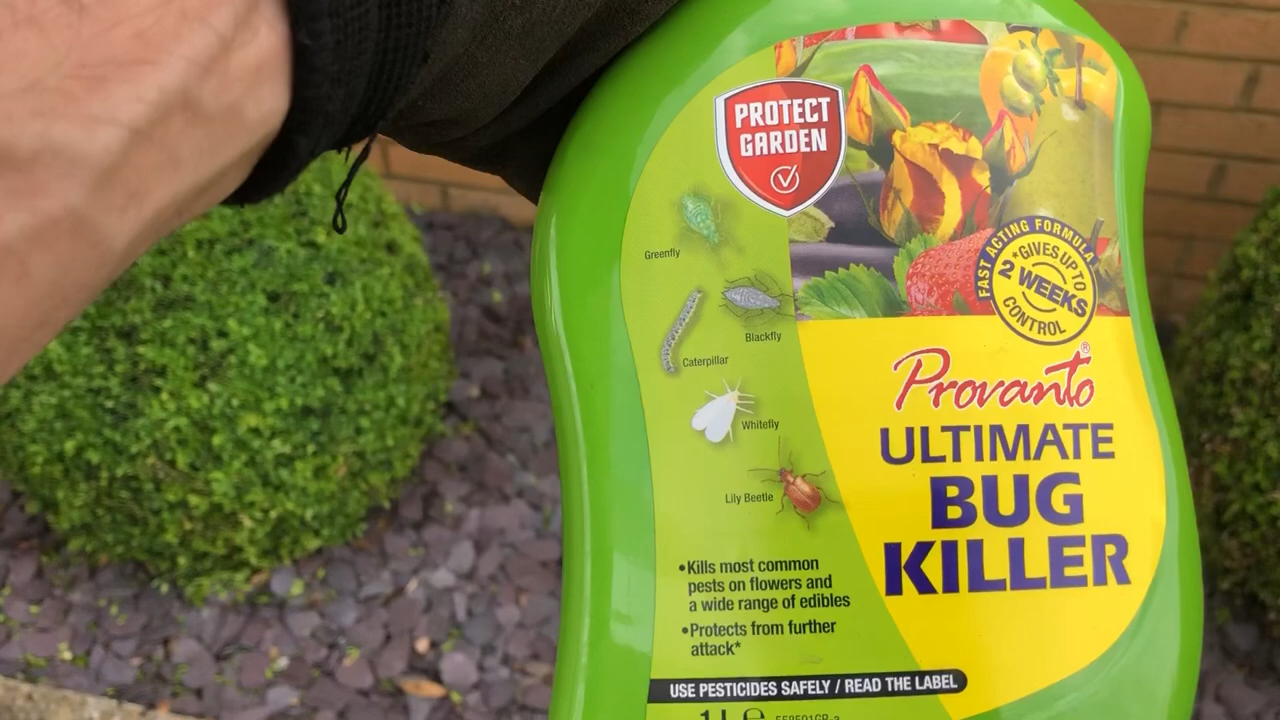 PROTECT
GARDEN
Greenfly
Blackfly
Caterpillar
Whitefly
Lily Beetle
FAST ACTING FORMULA
*GIVES UP TO
2 WEEKS
CONTROL
Provanto®
ULTIMATE
BUG
KILLER
•Kills most common
pests on flowers and
a wide range of edibles
•Protects from further
attack*
USE PESTICIDES SAFELY / READ THE LABEL
1L e